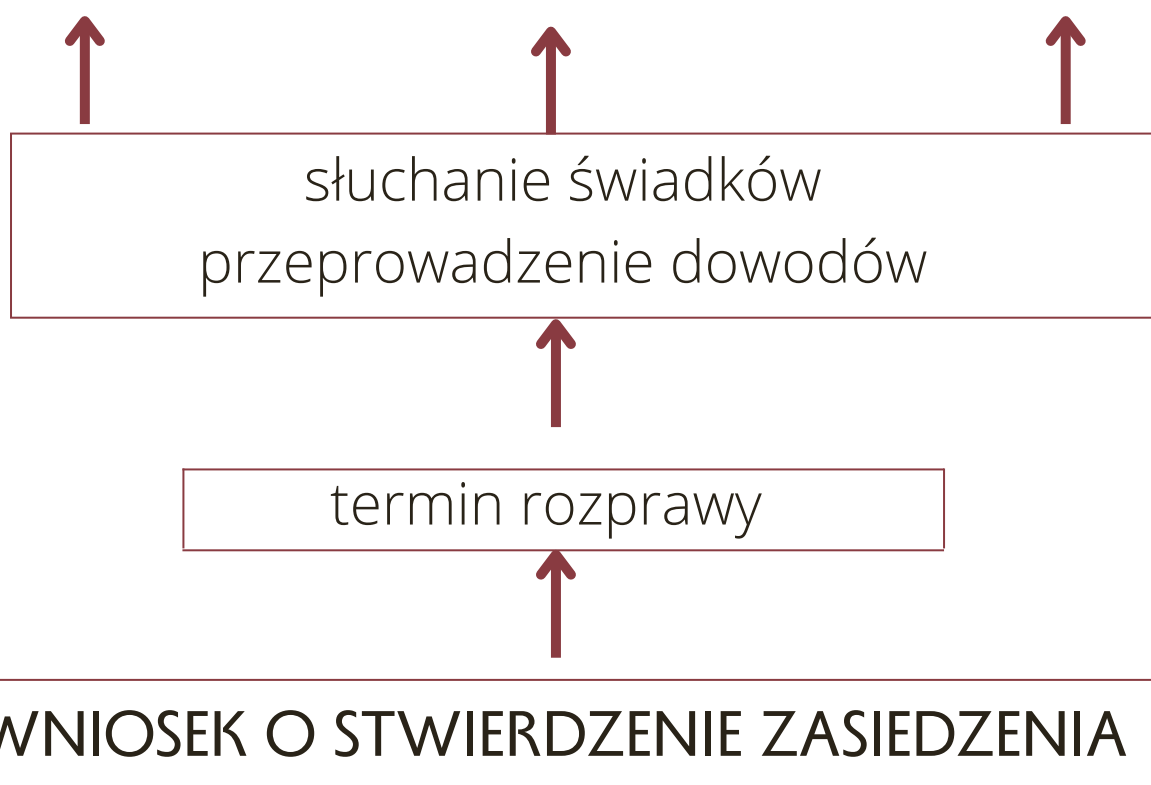 słuchanie świadków
przeprowadzenie dowodów
termin rozprawy
WNIOSEK O STWIERDZENIE ZASIEDZENIA